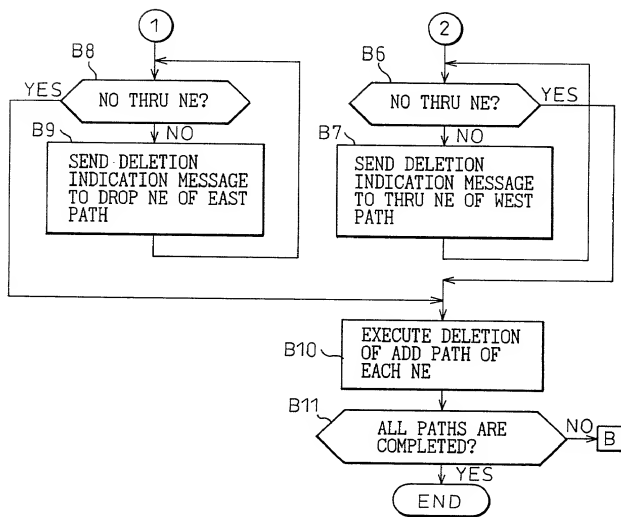 1
2
B8
B6
YES
NO THRU NE?
NO THRU NE?
YES
B9
NO
B7
NO
SEND DELETION
INDICATION MESSAGE
TO DROP NE OF EAST
PATH
SEND DELETION
INDICATION MESSAGE
TO THRU NE OF WEST
PATH
B10
EXECUTE DELETION
OF ADD PATH OF
EACH NE
B11
ALL PATHS ARE
COMPLETED?
NO
B
YES
END